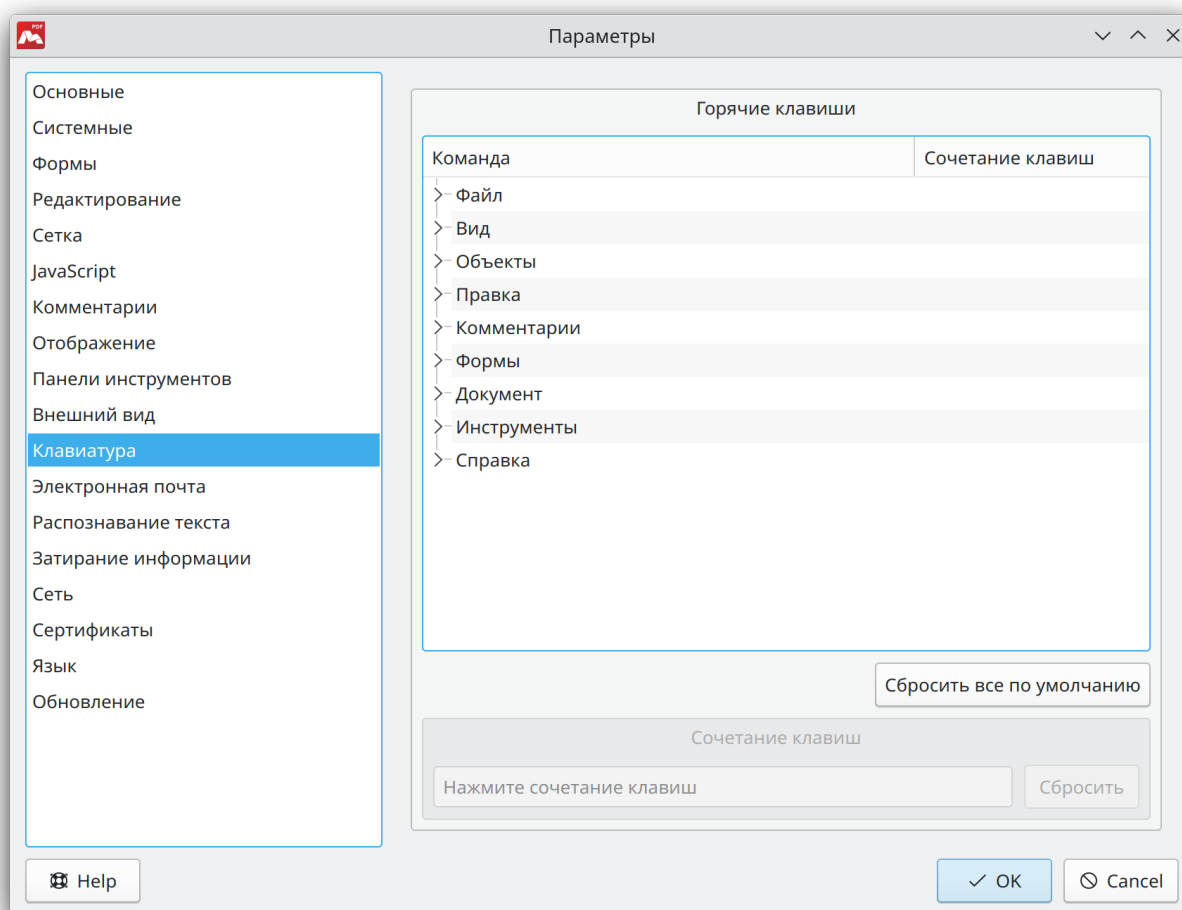 PDF
Параметры
Основные
Системные
Формы
Редактирование
Сетка
JavaScript
Комментарии
Отображение
Панели инструментов
Внешний вид
Клавиатура
Электронная почта
Распознавание текста
Затирание информации
Сеть
Сертификаты
Язык
Обновление
Горячие клавиши
Команда Сочетание клавиш
Файл
Вид
Объекты
Правка
Комментарии
Формы
Документ
Инструменты
Справка
Сбросить все по умолчанию
Сочетание клавиш
Нажмите сочетание клавиш Сбросить
Help OK Cancel